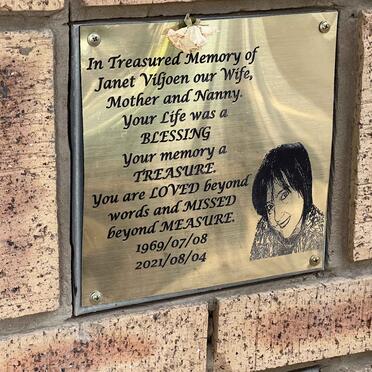 In Treasured Memory of
Janet Viljoen our Wife,
Mother and Nanny.
Your Life was a
BLESSING
Your memory a
TREASURE.
You are LOVED beyond
words and MISSED
beyond MEASURE.
1969/07/08
2021/08/04